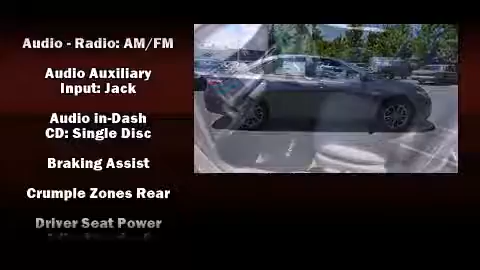 Audio - Radio: AM/FM
Audio Auxiliary
Input: Jack
Audio in-Dash
CD: Single Disc
Braking Assist
Crumple Zones Rear
Driver Seat Power